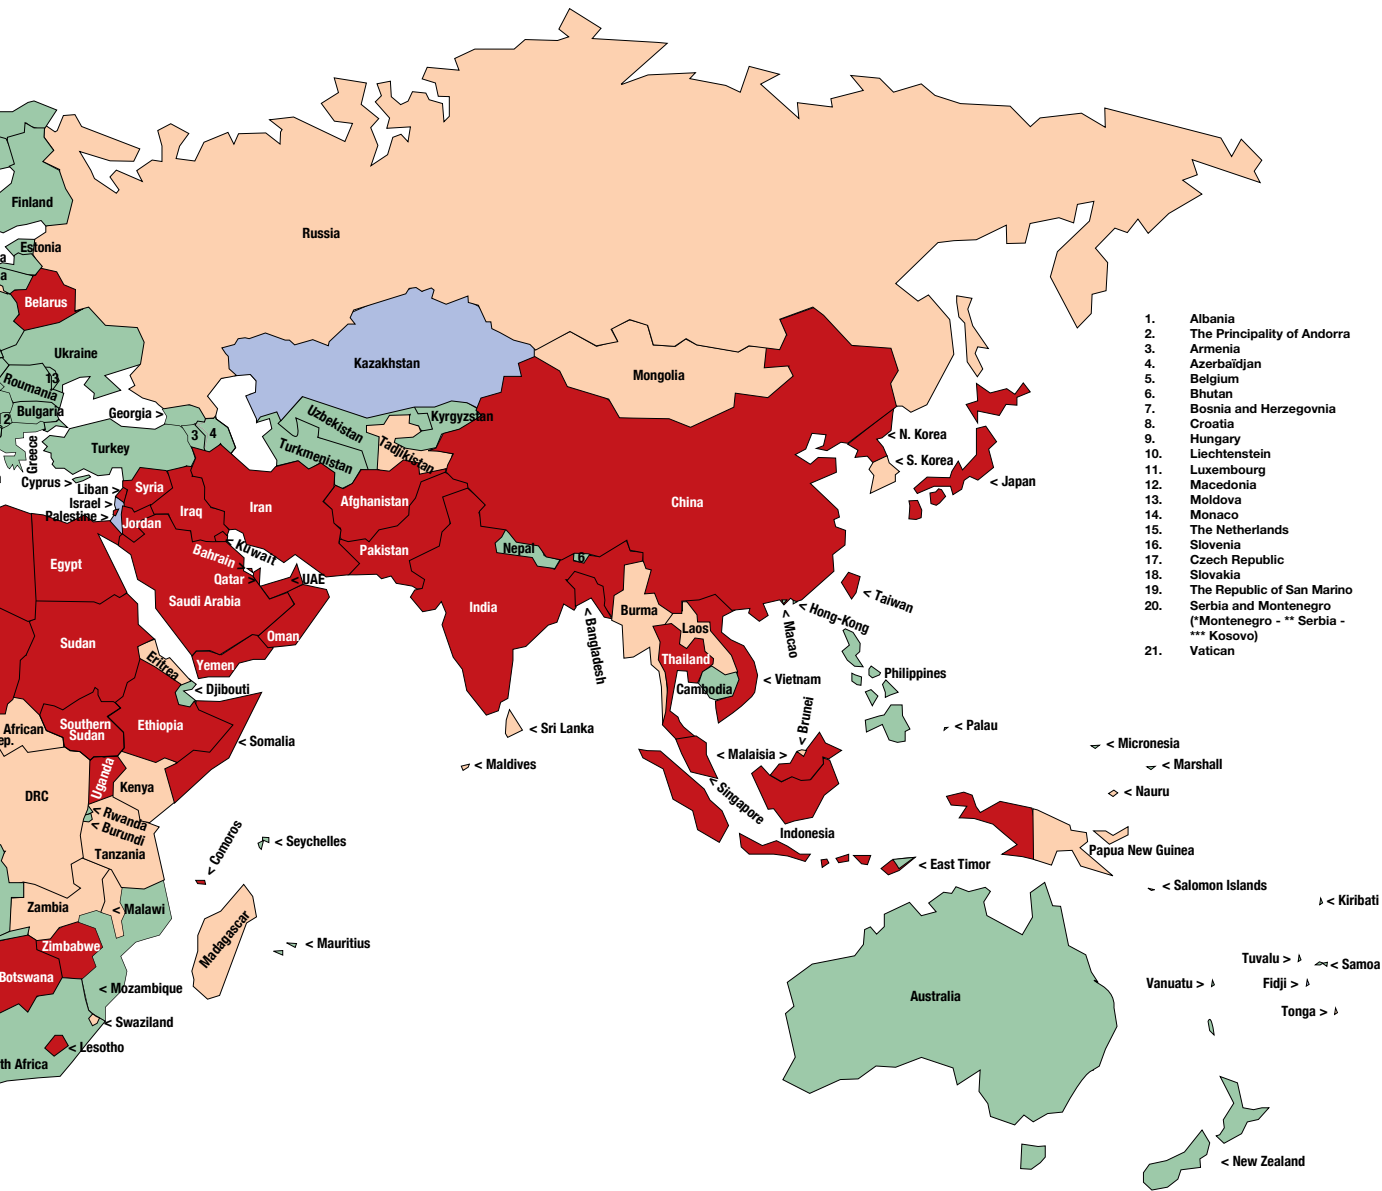 Finland
Russia
Estonia
a
a
Belarus
Ukraine
Kazakhstan
Mongolia
Roumania
13
Bulgaria
2
Georgia >
Uzbekistan
Kyrgyzstan
Greece
Turkey
3
4
Turkmenistan
Tadjikistan
< N. Korea
< S. Korea
Cyprus >
Liban >
Israel >
Palestine >
Syria
Iraq
Iran
Afghanistan
China
< Japan
Jordan
Egypt
Bahrain >
< Kuwait
Qatar >
< UAE
Pakistan
Nepal
6
Saudi Arabia
Oman
Yemen
India
< Bangladesh
Burma
Laos
Thailand
Cambodia
< Vietnam
< Macao
< Hong-Kong
< Taiwan
Philippines
Sudan
Eritrea
< Djibouti
Southern
Sudan
Ethiopia
< Somalia
African
ep.
< Sri Lanka
< Maldives
< Malaisia >
< Brunei
< Singapore
Indonesia
< Palau
< Micronesia
< Marshall
< Nauru
Papua New Guinea
< East Timor
< Salomon Islands
< Kiribati
DRC
Uganda
Kenya
< Rwanda
< Burundi
Tanzania
< Comoros
< Seychelles
Zambia
< Malawi
Madagascar
< Mauritius
Zimbabwe
Botswana
< Mozambique
< Swaziland
< Lesotho
th Africa
Australia
Tuvalu >
< Samoa
Vanuatu >
Fidji >
Tonga >
< New Zealand
1. Albania
2. The Principality of Andorra
3. Armenia
4. Azerbaïdjan
5. Belgium
6. Bhutan
7. Bosnia and Herzegovnia
8. Croatia
9. Hungary
10. Liechtenstein
11. Luxembourg
12. Macedonia
13. Moldova
14. Monaco
15. The Netherlands
16. Slovenia
17. Czech Republic
18. Slovakia
19. The Republic of San Marino
20. Serbia and Montenegro
(*Montenegro - ** Serbia -
*** Kosovo)
21. Vatican